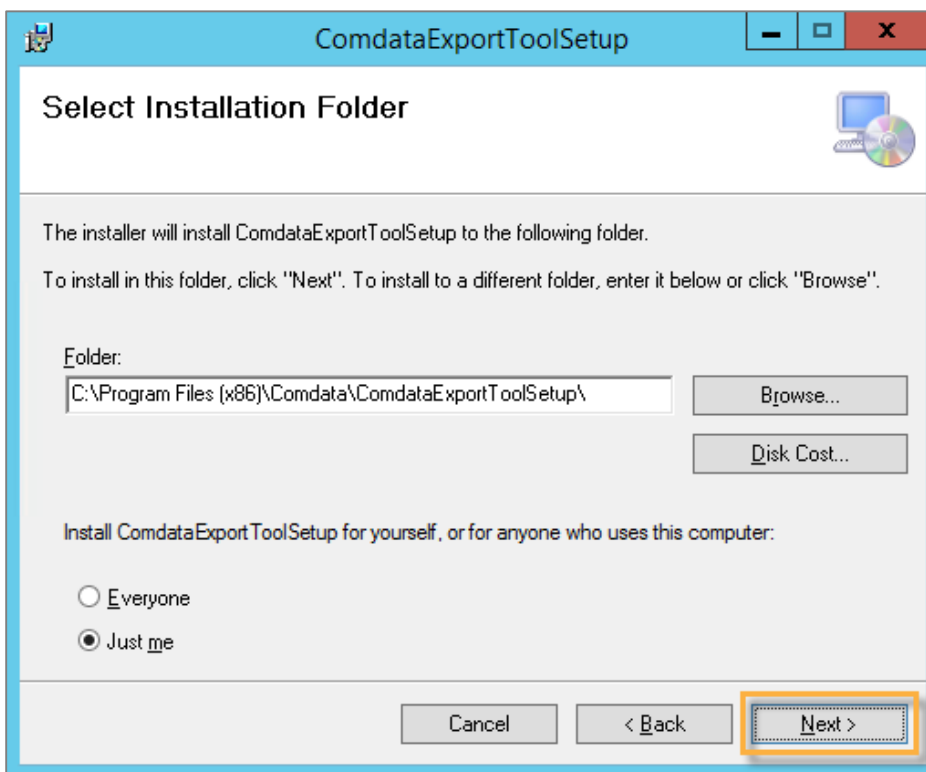 ComdataExportToolSetup
Select Installation Folder
The installer will install ComdataExportToolSetup to the following folder.
To install in this folder, click "Next". To install to a different folder, enter it below or click "Browse".
Folder:
C:\Program Files (x86)\Comdata\ComdataExportToolSetup\
Browse...
Disk Cost...
Install ComdataExportToolSetup for yourself, or for anyone who uses this computer:
Everyone
Just me
Cancel < Back Next >